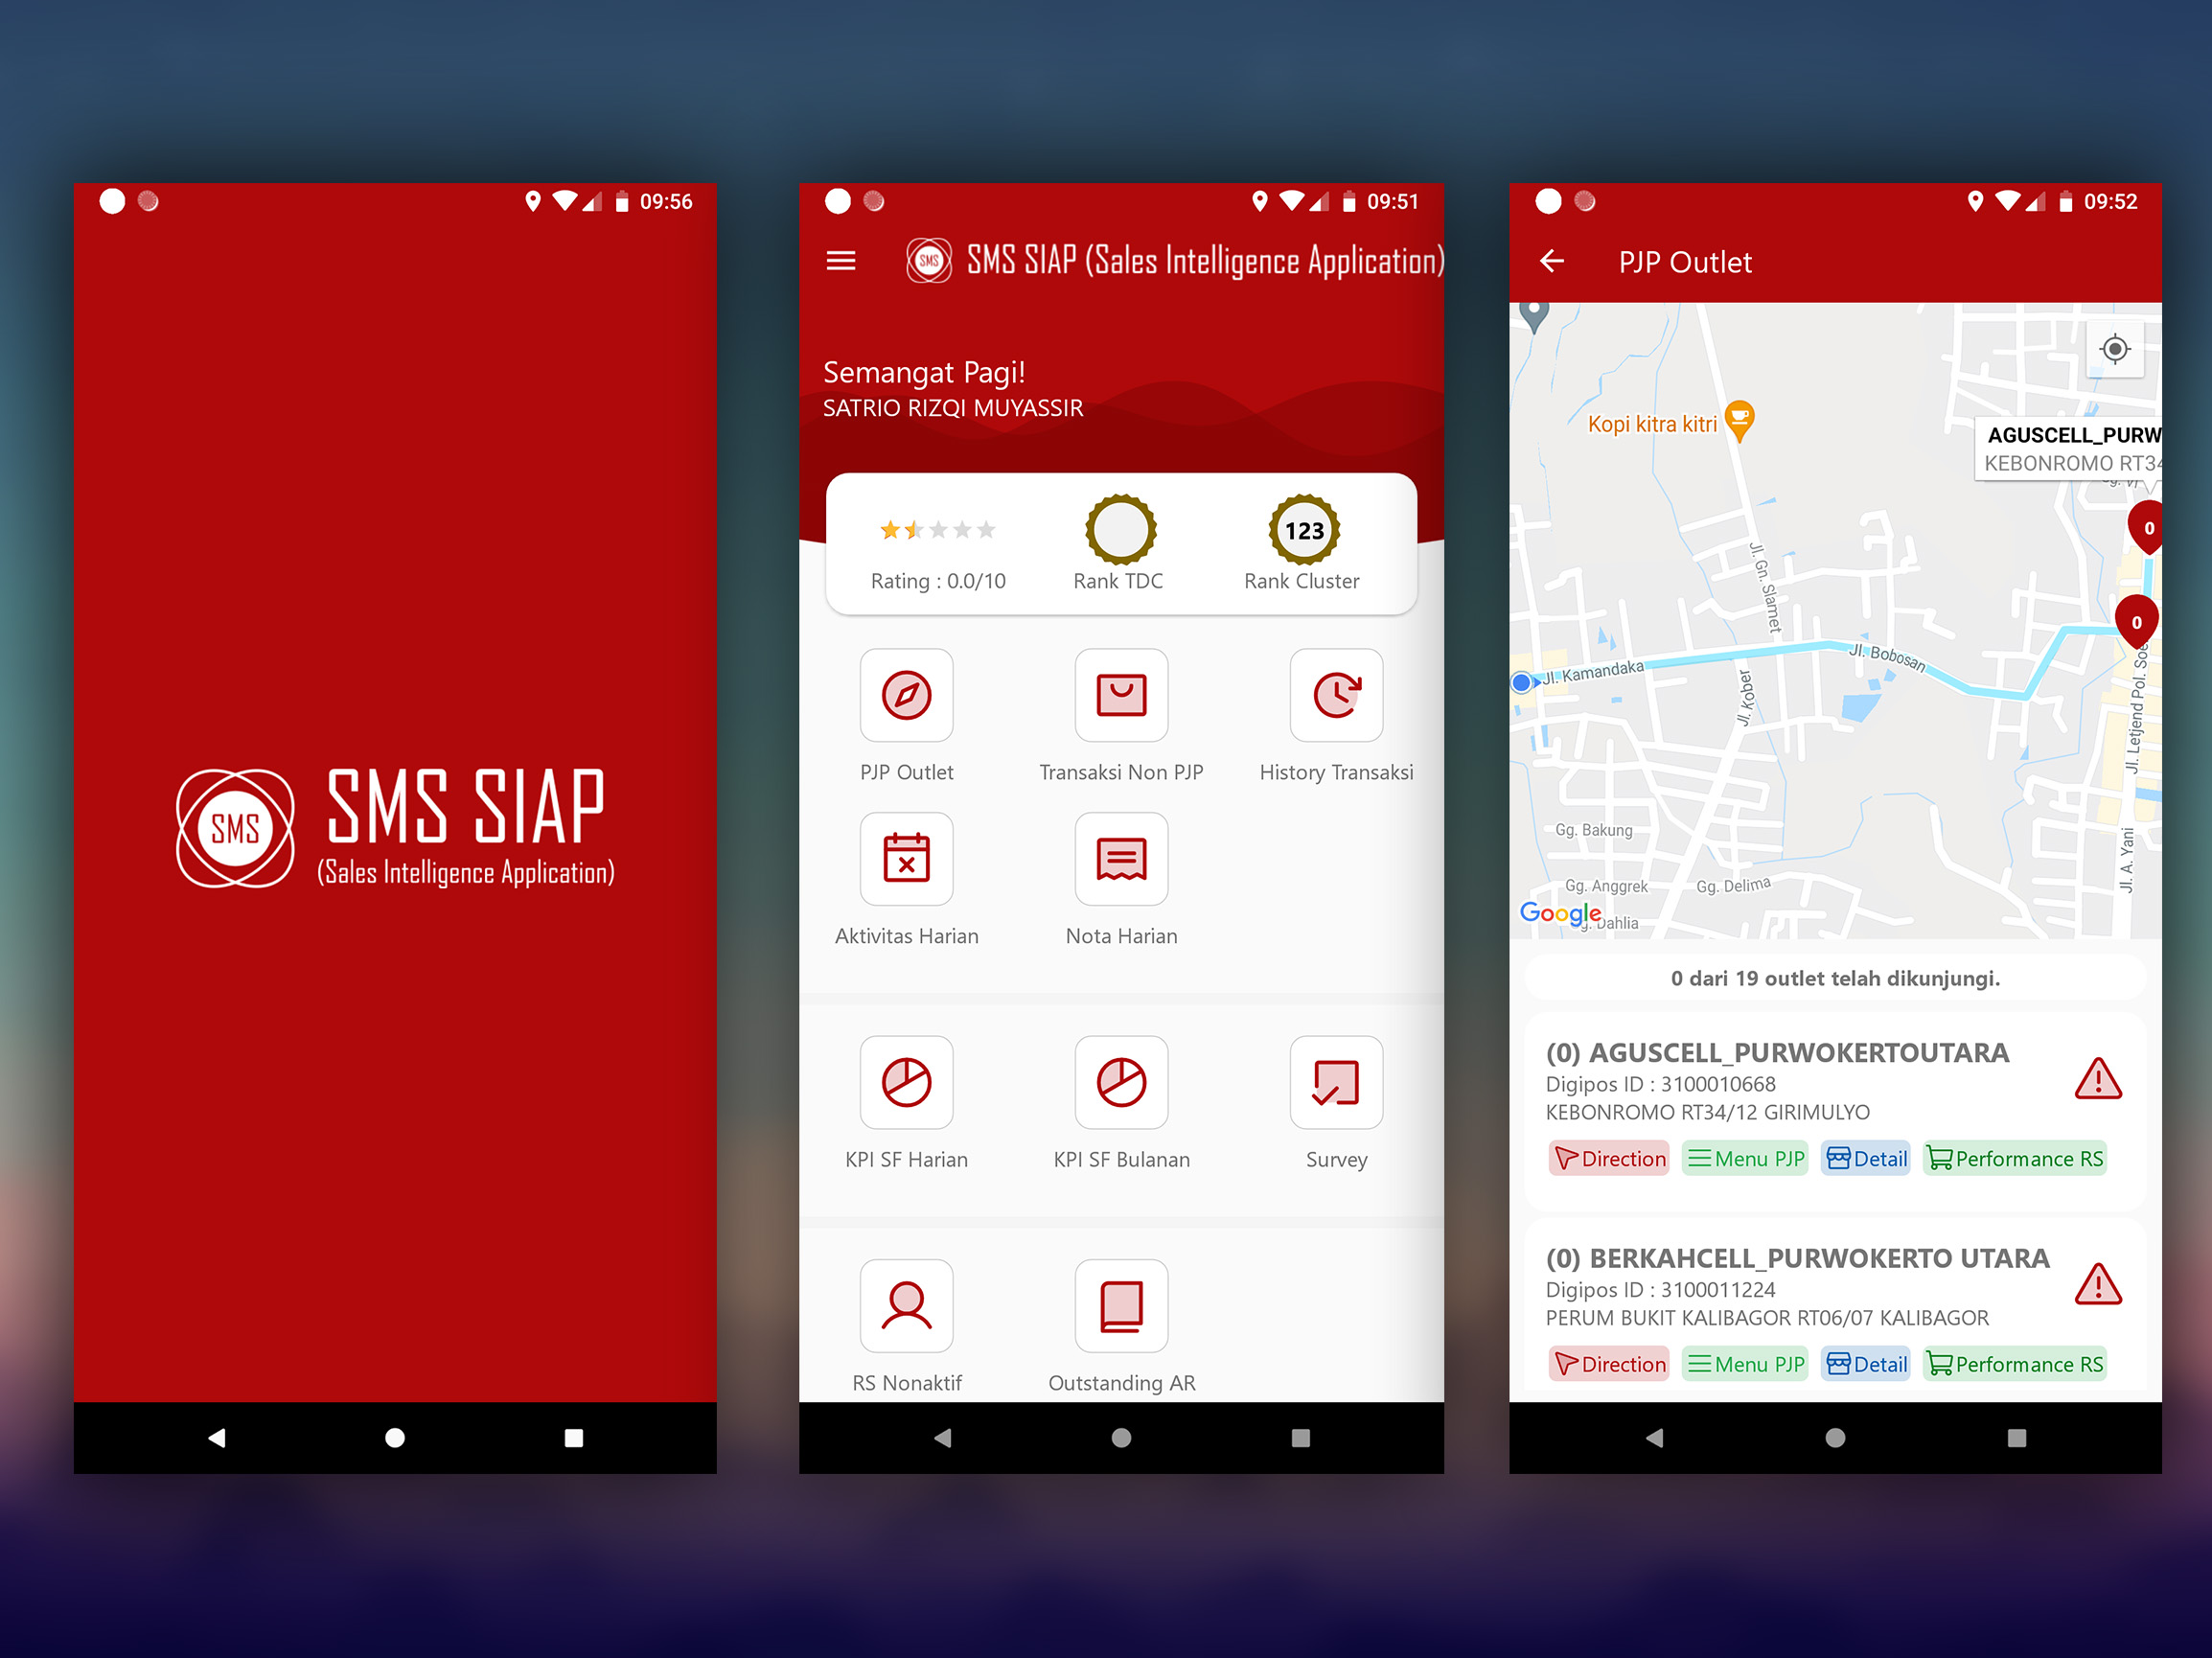 09:56
SMS
SMS SIAP
(Sales Intelligence Application)
09:51
SMS
SMS SIAP (Sales Intelligence Application)
Semangat Pagi!
SATRIO RIZQI MUYASSIR
Rating : 0.0/10
Rank TDC
123
Rank Cluster
PJP Outlet
Transaksi Non PJP
History Transaksi
Aktivitas Harian
Nota Harian
KPI SF Harian
KPI SF Bulanan
Survey
RS Nonaktif
Outstanding AR
09:52
PJP Outlet
Kopi kitra kitri
AGUSCELL_PURW
KEBONROMO RT34
0
0
Jl. Gn. Slamet
Jl. Bobosan
Jl. Kamandaka
Jl. Kober
Jl. Letjend Pol. Soe
Gg. Bakung
Jl. A. Yani
Gg. Anggrek
Gg. Delima
Google
Dahlia
0 dari 19 outlet telah dikunjungi.
(0) AGUSCELL_PURWOKERTOUTARA
Digipos ID : 3100010668
KEBONROMO RT34/12 GIRIMULYO
Direction
Menu PJP
Detail
Performance RS
(0) BERKAHCELL_PURWOKERTO UTARA
Digipos ID : 3100011224
PERUM BUKIT KALIBAGOR RT06/07 KALIBAGOR
Direction
Menu PJP
Detail
Performance RS